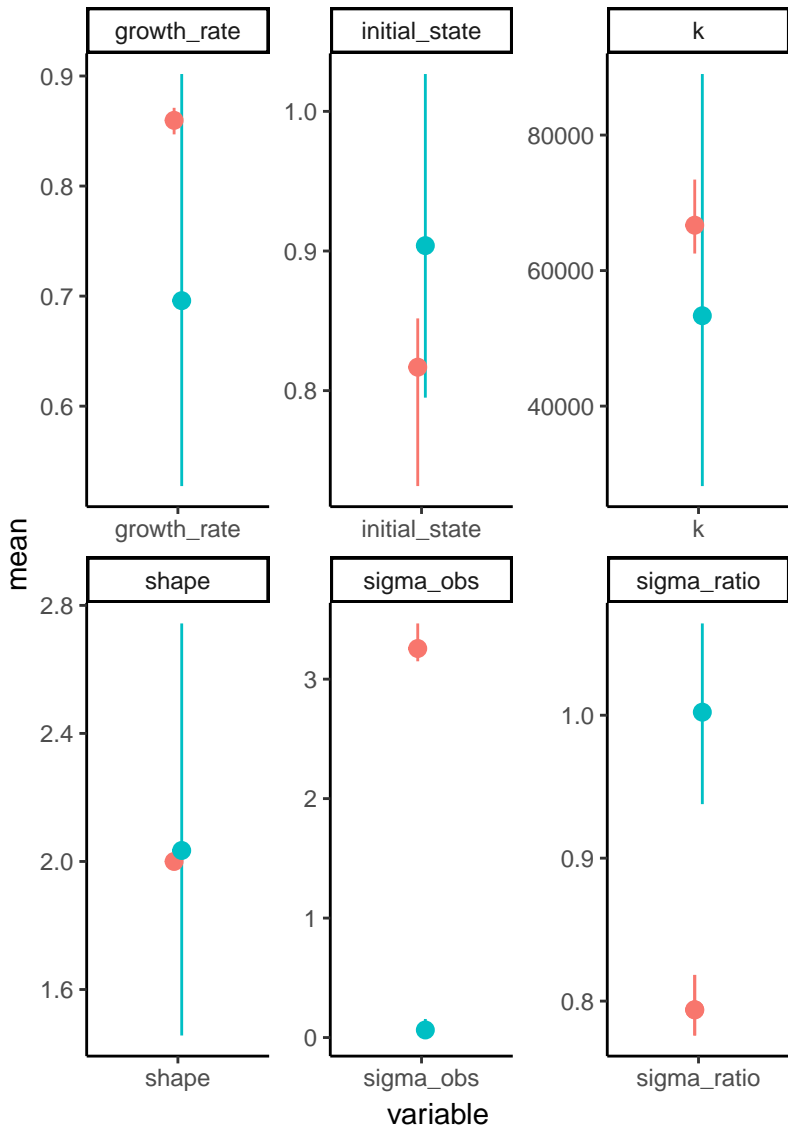 growth_rate
initial_state
k
0.9
0.8
0.7
0.6
1.0
0.9
0.8
80000
60000
40000
growth_rate
initial_state
k
mean
shape
sigma_obs
sigma_ratio
2.8
2.4
2.0
1.6
3
2
1
0
1.0
0.9
0.8
shape
sigma_obs
sigma_ratio
variable